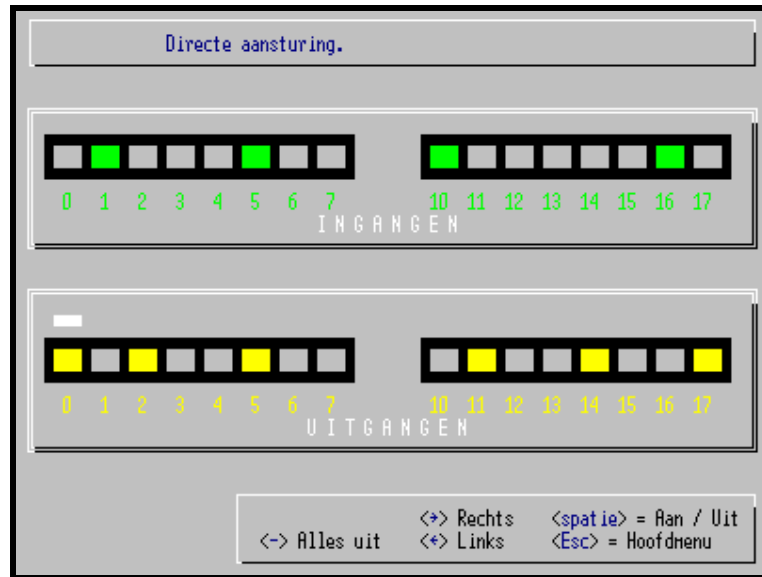 Directe aansturing.
0 1 2 3 4 5 6 7 10 11 12 13 14 15 16 17
INGANGEN
0 1 2 3 4 5 6 7 10 11 12 13 14 15 16 17
UITGANGEN
<→> Rechts <spatie> = Aan / Uit
<-> Alles uit <←> Links <Esc> = Hoofdmenu